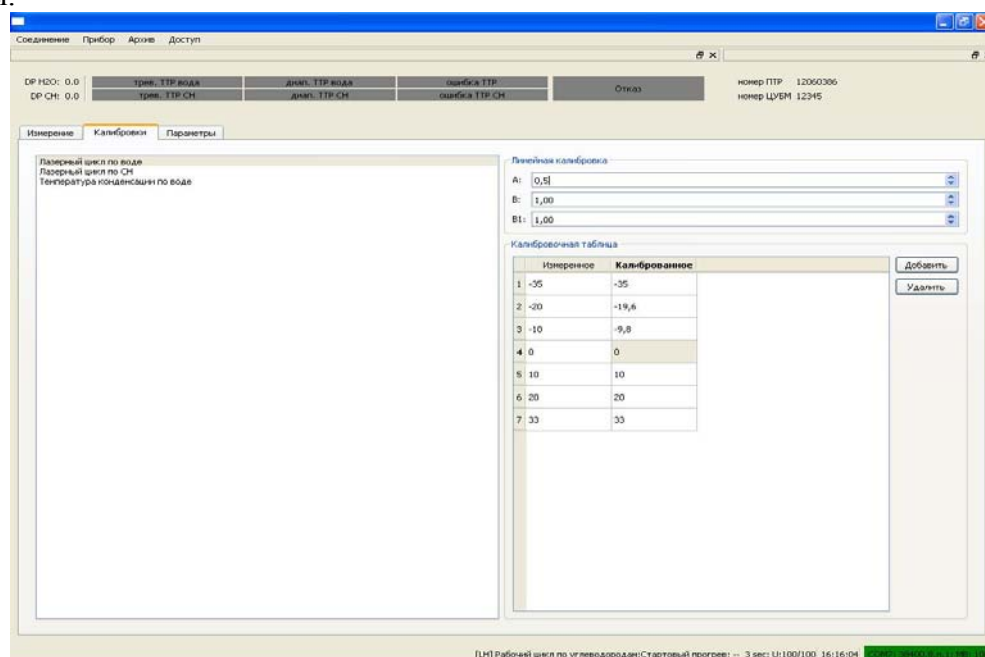 Соединение Прибор Архив Доступ
DP H2O: 0.0 трев. ТТР вода диап. ТТР вода ошибка ТТР Отказ номер ПТР 12060386
DP CH: 0.0 трев. ТТР СН диап. ТТР СН ошибка ТТР СН номер ЦУБМ 12345
Измерение Калибровки Параметры
Лазерный цикл по воде
Лазерный цикл по СН
Температура конденсации по воде
Линейная калибровка
A: 0,5
B: 1,00
B1: 1,00
Калибровочная таблица
Измеренное Калиброванное
1 -35 -35
2 -20 -19,6
3 -10 -9,8
4 0 0
5 10 10
6 20 20
7 33 33
Добавить
Удалить
[LH] Рабочий цикл по углеводородам:Стартовый прогрев: -- 3 sec; U:100/100 16:16:04